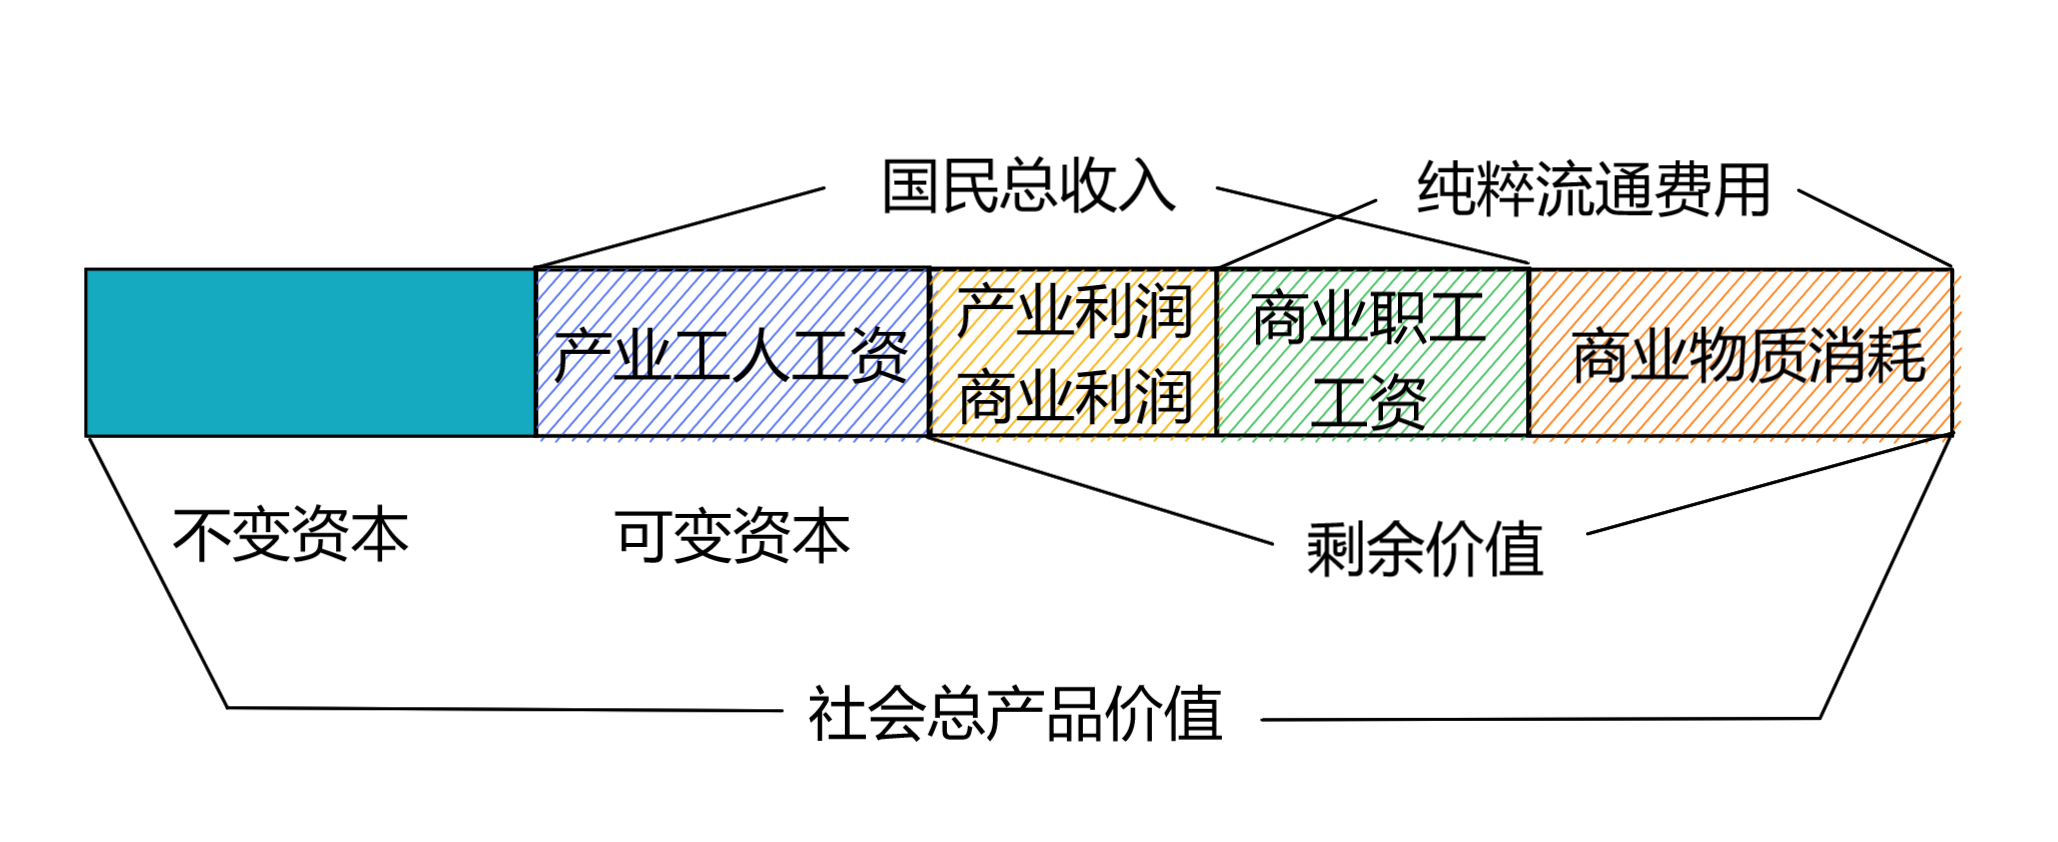 国民总收入
纯粹流通费用
产业工人工资
产业利润
商业利润
商业职工
工资
商业物质消耗
不变资本
可变资本
剩余价值
社会总产品价值